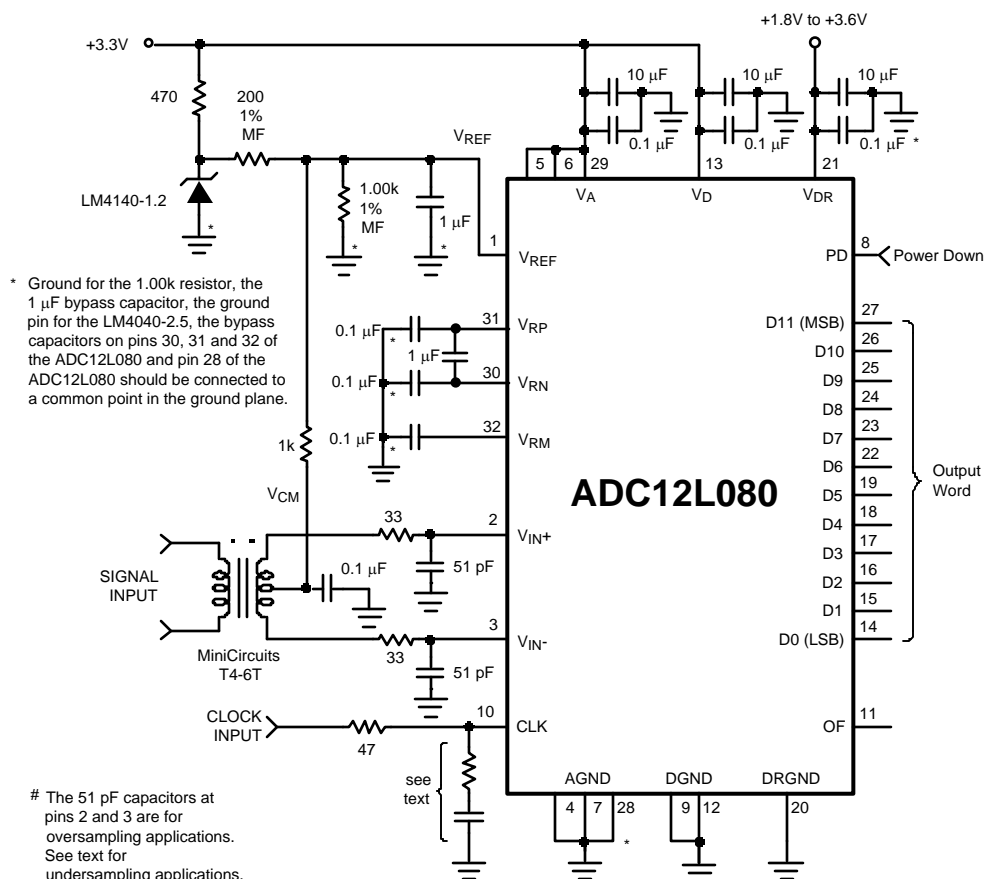 +3.3V
+1.8V to +3.6V
470
200
1%
MF
VREF
10 µF
10 µF
10 µF
0.1 µF
0.1 µF
0.1 µF *
5 6 29
13
21
VA
VD
VDR
LM4140-1.2
*
1.00k
1%
MF
*
1 µF
*
1
VREF
8
PD
Power Down
* Ground for the 1.00k resistor, the
1 µF bypass capacitor, the ground
pin for the LM4040-2.5, the bypass
capacitors on pins 30, 31 and 32 of
the ADC12L080 and pin 28 of the
ADC12L080 should be connected to
a common point in the ground plane.
0.1 µF
*
31
VRP
1 µF
0.1 µF
*
30
VRN
0.1 µF
*
32
VRM
27
D11 (MSB)
26
D10
25
D9
24
D8
23
D7
22
D6
19
D5
18
D4
17
D3
16
D2
15
D1
14
D0 (LSB)
Output
Word
ADC12L080
1k
VCM
33
2
VIN+
51 pF
SIGNAL
INPUT
0.1 µF
MiniCircuits
T4-6T
33
3
VIN-
51 pF
CLOCK
INPUT
47
10
CLK
11
OF
see
text
AGND
DGND
DRGND
4 7 28
*
9 12
20
# The 51 pF capacitors at
pins 2 and 3 are for
oversampling applications.
See text for
undersampling applications.